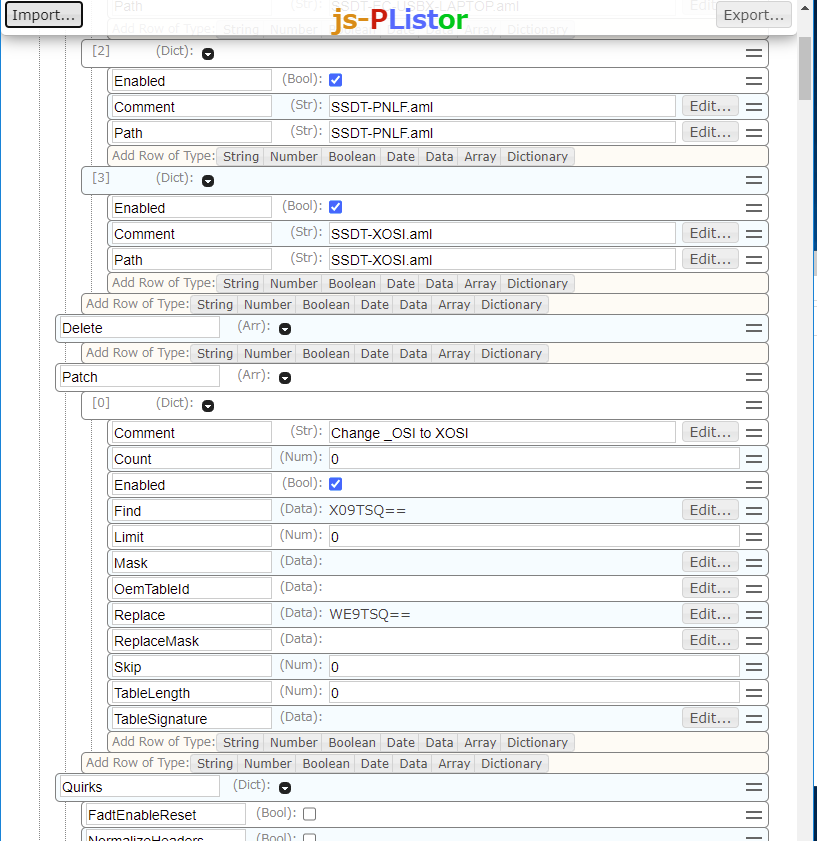 Path (Str): SSDT-EC-USBX-LAPTOP.aml Edit...
Import... js-PListor Export...
Add Row of Type: String Number Boolean Date Data Array Dictionary
[2] (Dict):
Enabled (Bool):
Comment (Str): SSDT-PNLF.aml Edit...
Path (Str): SSDT-PNLF.aml Edit...
Add Row of Type: String Number Boolean Date Data Array Dictionary
[3] (Dict):
Enabled (Bool):
Comment (Str): SSDT-XOSI.aml Edit...
Path (Str): SSDT-XOSI.aml Edit...
Add Row of Type: String Number Boolean Date Data Array Dictionary
Add Row of Type: String Number Boolean Date Data Array Dictionary
Delete (Arr):
Add Row of Type: String Number Boolean Date Data Array Dictionary
Patch (Arr):
[0] (Dict):
Comment (Str): Change _OSI to XOSI Edit...
Count (Num): 0
Enabled (Bool):
Find (Data): X09TSQ== Edit...
Limit (Num): 0
Mask (Data): Edit...
OemTableId (Data): Edit...
Replace (Data): WE9TSQ== Edit...
ReplaceMask (Data): Edit...
Skip (Num): 0
TableLength (Num): 0
TableSignature (Data): Edit...
Add Row of Type: String Number Boolean Date Data Array Dictionary
Add Row of Type: String Number Boolean Date Data Array Dictionary
Quirks (Dict):
FadtEnableReset (Bool):
NormalizeHeaders (Bool):